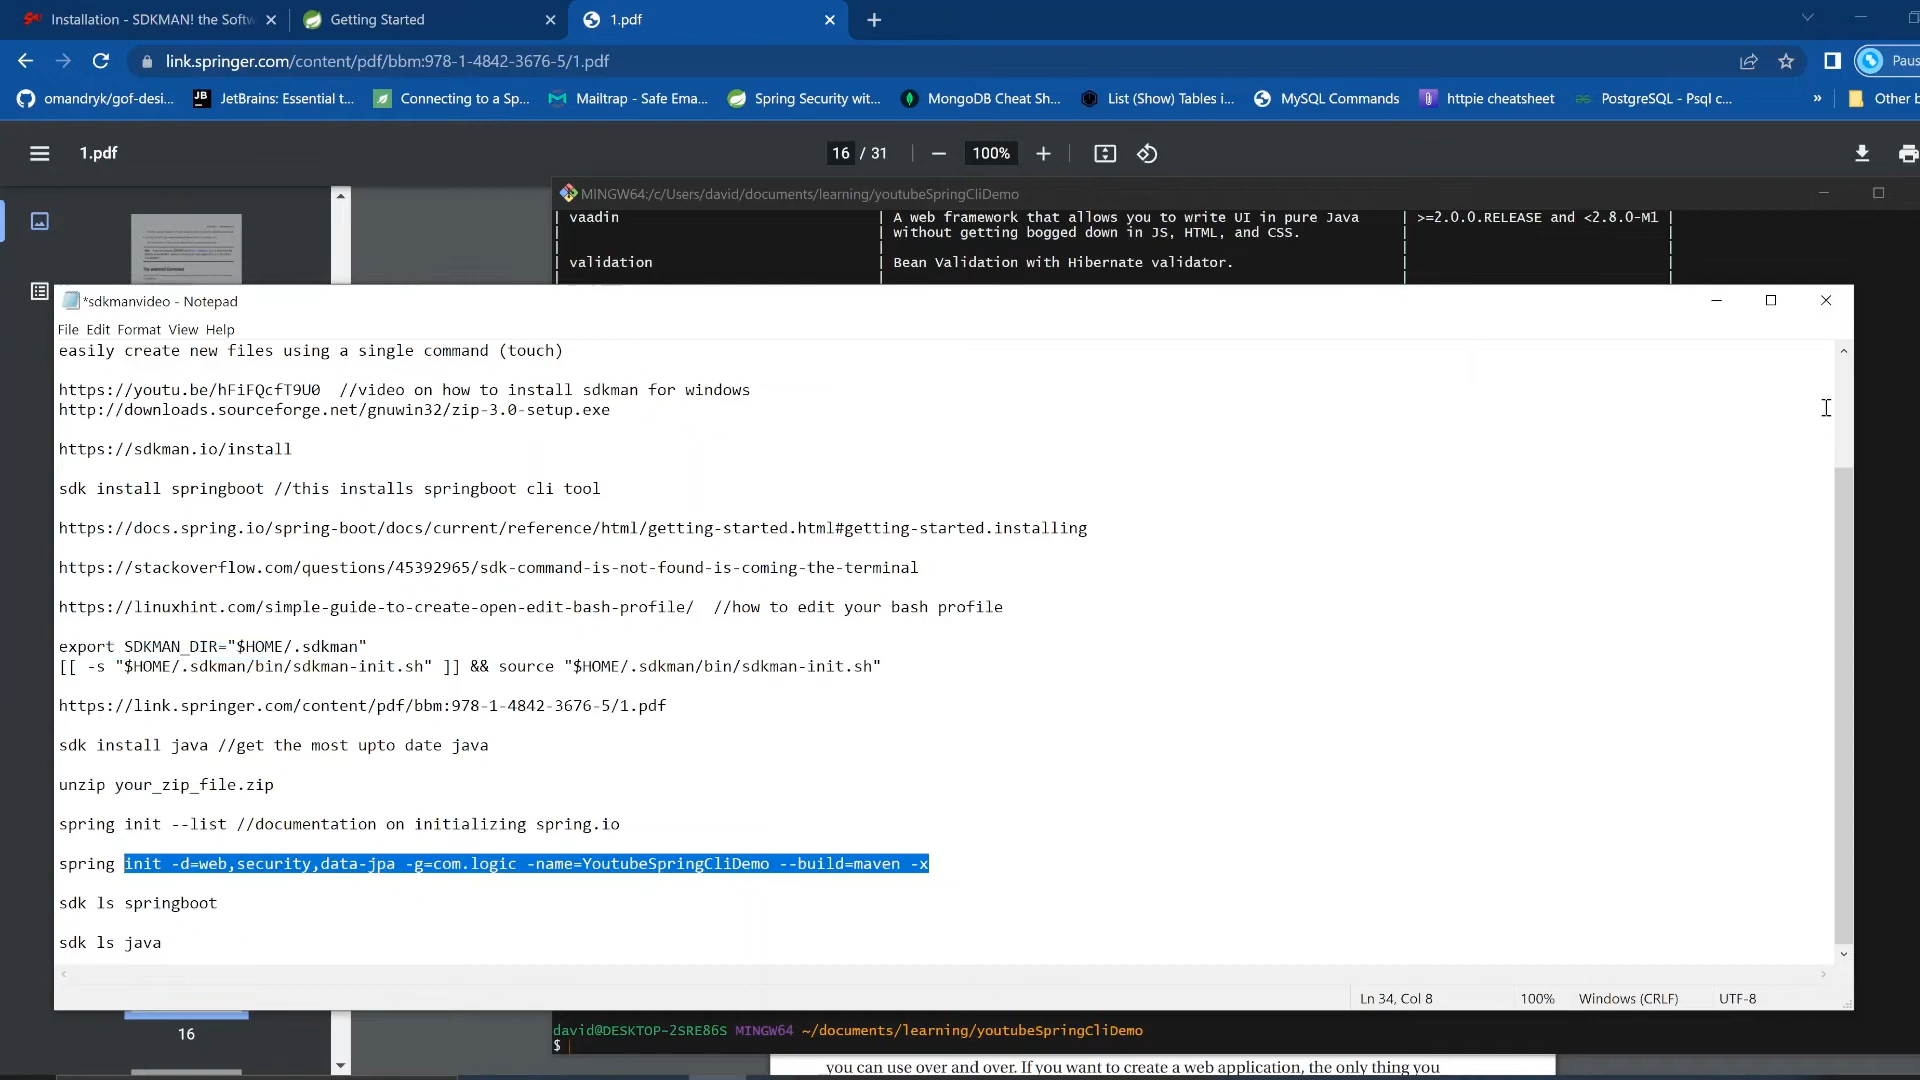 Installation - SDKMAN! the Softw
Getting Started
1.pdf
link.springer.com/content/pdf/bbm:978-1-4842-3676-5/1.pdf
Paus
omandryk/gof-desi...
JetBrains: Essential t...
Connecting to a Sp...
Mailtrap - Safe Ema...
Spring Security wit...
MongoDB Cheat Sh...
List (Show) Tables i...
MySQL Commands
httpie cheatsheet
PostgreSQL - Psql c...
»
Other b
1.pdf
16 / 31
100%
MINGW64:/c/Users/david/documents/learning/youtubeSpringCliDemo
| vaadin | A web framework that allows you to write UI in pure Java | >=2.0.0.RELEASE and <2.8.0-M1 |
| | without getting bogged down in JS, HTML, and CSS. | |
| validation | Bean Validation with Hibernate validator. | |
*sdkmanvideo - Notepad
File Edit Format View Help
easily create new files using a single command (touch)
https://youtu.be/hFiFQcfT9U0 //video on how to install sdkman for windows
http://downloads.sourceforge.net/gnuwin32/zip-3.0-setup.exe
https://sdkman.io/install
sdk install springboot //this installs springboot cli tool
https://docs.spring.io/spring-boot/docs/current/reference/html/getting-started.html#getting-started.installing
https://stackoverflow.com/questions/45392965/sdk-command-is-not-found-is-coming-the-terminal
https://linuxhint.com/simple-guide-to-create-open-edit-bash-profile/ //how to edit your bash profile
export SDKMAN_DIR="$HOME/.sdkman"
[[ -s "$HOME/.sdkman/bin/sdkman-init.sh" ]] && source "$HOME/.sdkman/bin/sdkman-init.sh"
https://link.springer.com/content/pdf/bbm:978-1-4842-3676-5/1.pdf
sdk install java //get the most upto date java
unzip your_zip_file.zip
spring init --list //documentation on initializing spring.io
spring init -d=web,security,data-jpa -g=com.logic -name=YoutubeSpringCliDemo --build=maven -x
sdk ls springboot
sdk ls java
Ln 34, Col 8
100%
Windows (CRLF)
UTF-8
16
david@DESKTOP-2SRE86S MINGW64 ~/documents/learning/youtubeSpringCliDemo
$
you can use over and over. If you want to create a web application, the only thing you